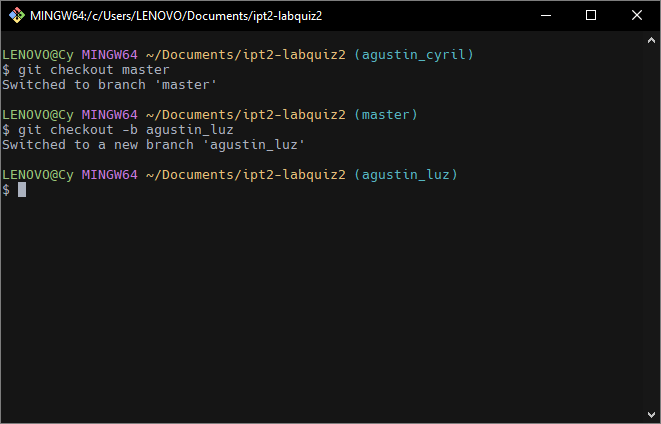 MINGW64:/c/Users/LENOVO/Documents/ipt2-labquiz2
LENOVO@Cy MINGW64 ~/Documents/ipt2-labquiz2 (agustin_cyril)
$ git checkout master
Switched to branch 'master'
LENOVO@Cy MINGW64 ~/Documents/ipt2-labquiz2 (master)
$ git checkout -b agustin_luz
Switched to a new branch 'agustin_luz'
LENOVO@Cy MINGW64 ~/Documents/ipt2-labquiz2 (agustin_luz)
$